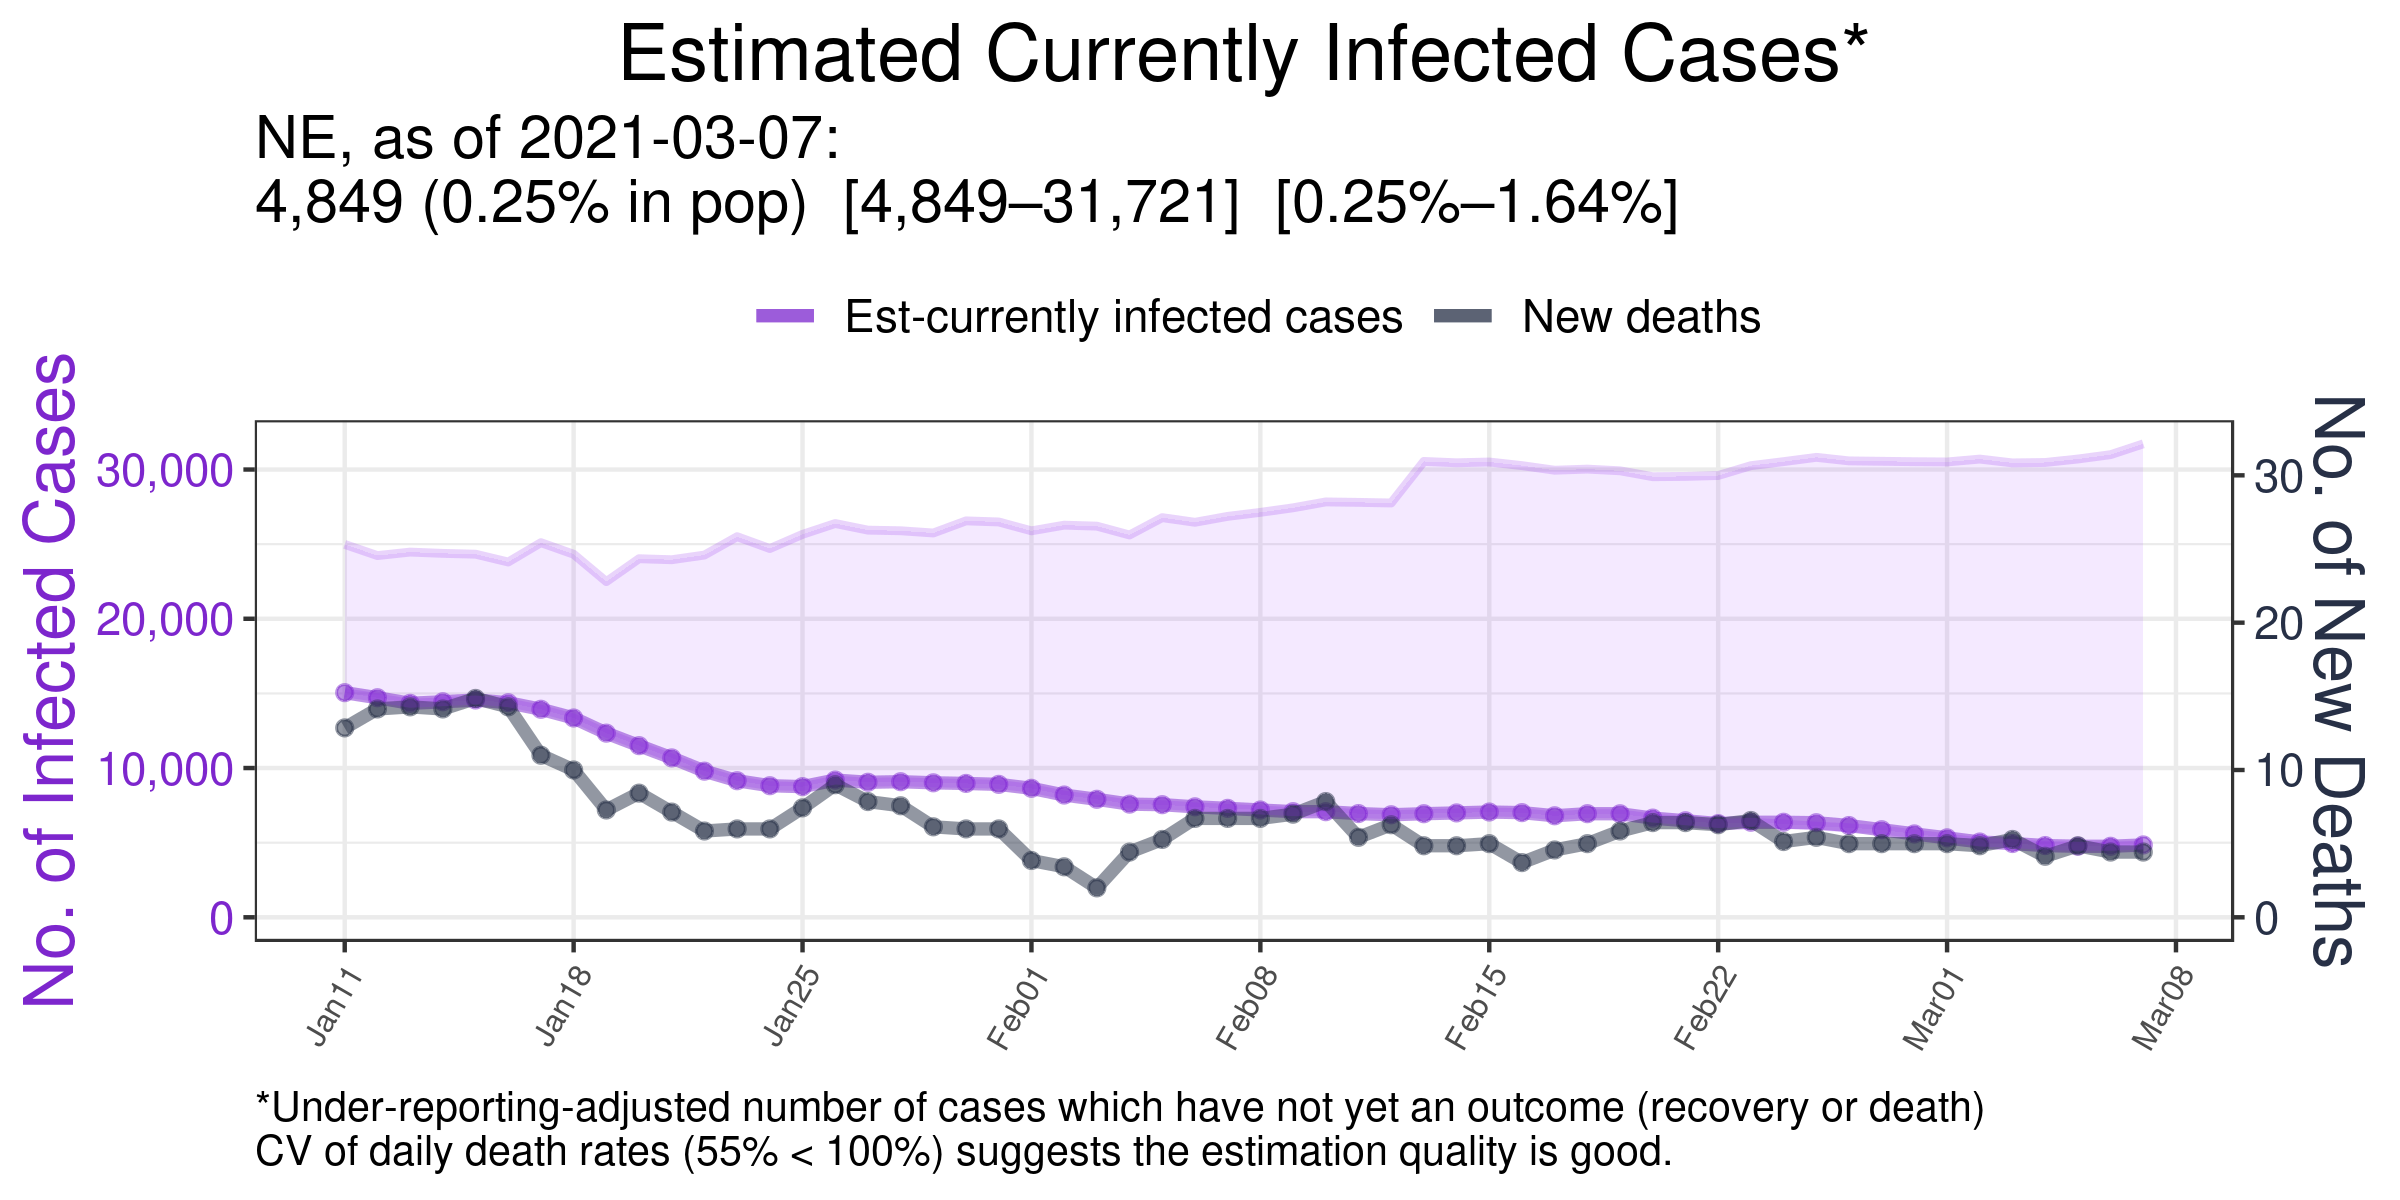 Estimated Currently Infected Cases*
NE, as of 2021-03-07:
4,849 (0.25% in pop)  [4,849–31,721]  [0.25%–1.64%]
Est-currently infected cases
New deaths
No. of Infected Cases
30,000
20,000
10,000
0
No. of New Deaths
30
20
10
0
Jan11
Jan18
Jan25
Feb01
Feb08
Feb15
Feb22
Mar01
Mar08
*Under-reporting-adjusted number of cases which have not yet an outcome (recovery or death)
CV of daily death rates (55% < 100%) suggests the estimation quality is good.